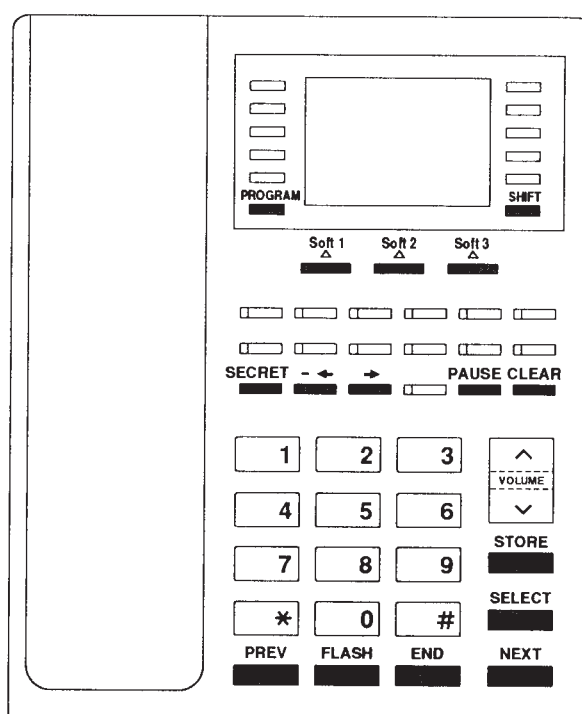 PROGRAM SHIFT
Soft 1 Soft 2 Soft 3
SECRET - ← → PAUSE CLEAR
1 2 3
VOLUME
4 5 6
STORE
7 8 9
SELECT
* 0 #
PREV FLASH END NEXT